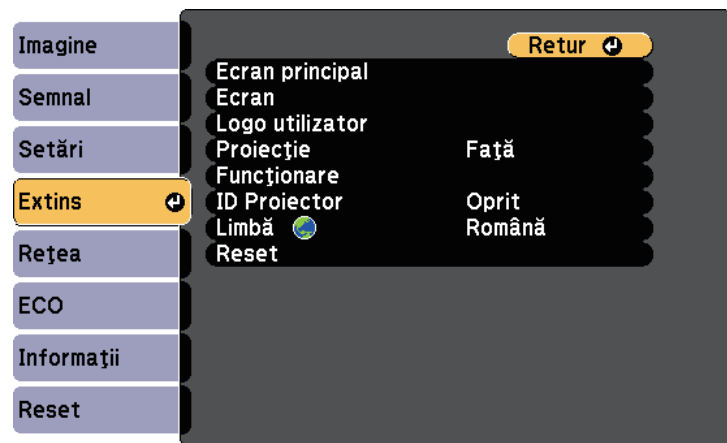 Imagine
Semnal
Setări
Extins
Reţea
ECO
Informaţii
Reset
Retur
Ecran principal
Ecran
Logo utilizator
Proiecţie Faţă
Funcţionare
ID Proiector Oprit
Limbă Română
Reset